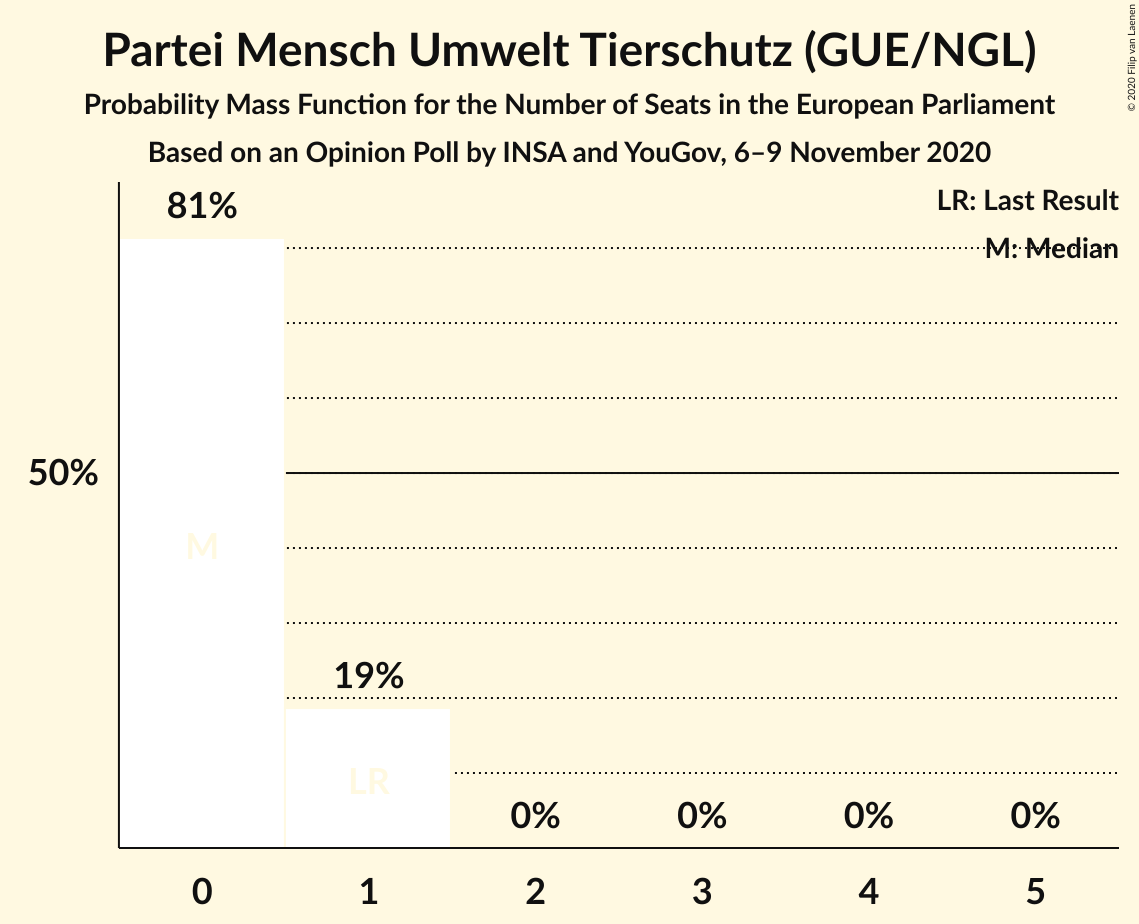 Partei Mensch Umwelt Tierschutz (GUE/NGL)
Probability Mass Function for the Number of Seats in the European Parliament
Based on an Opinion Poll by INSA and YouGov, 6–9 November 2020
© 2020 Filip van Laenen
LR: Last Result
M: Median
81%
50%
M
19%
LR
0% 0% 0% 0%
0 1 2 3 4 5